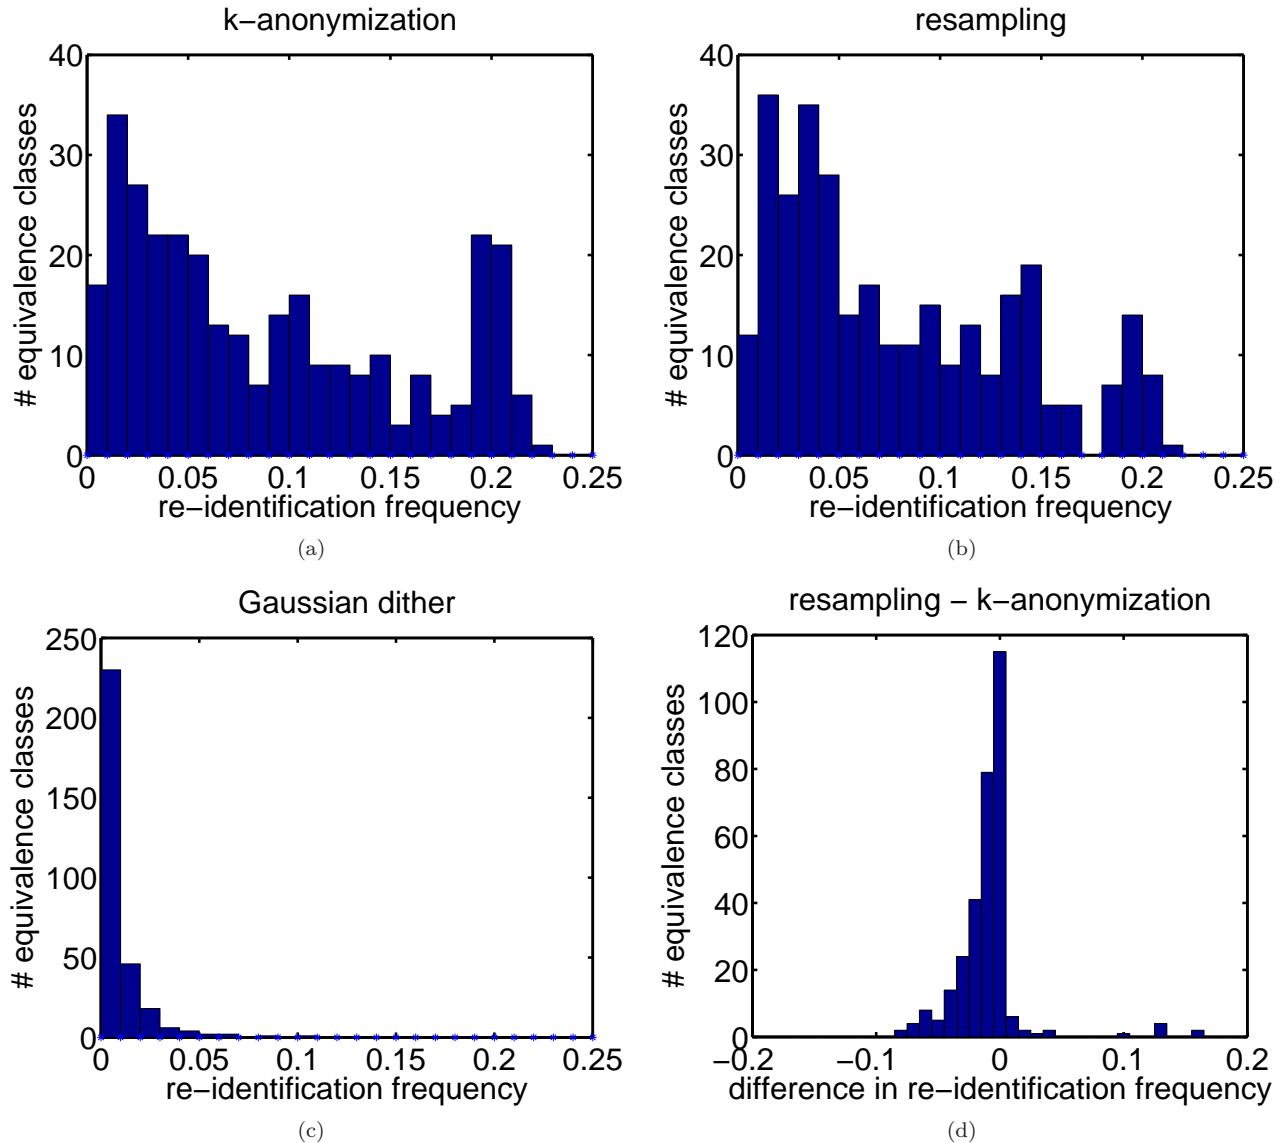 k-anonymization
# equivalence classes
40
30
20
10
0
0 0.05 0.1 0.15 0.2 0.25
re-identification frequency
(a)
resampling
# equivalence classes
40
30
20
10
0
0 0.05 0.1 0.15 0.2 0.25
re-identification frequency
(b)
Gaussian dither
# equivalence classes
250
200
150
100
50
0
0 0.05 0.1 0.15 0.2 0.25
re-identification frequency
(c)
resampling - k-anonymization
# equivalence classes
120
100
80
60
40
20
0
-0.2 -0.1 0 0.1 0.2
difference in re-identification frequency
(d)